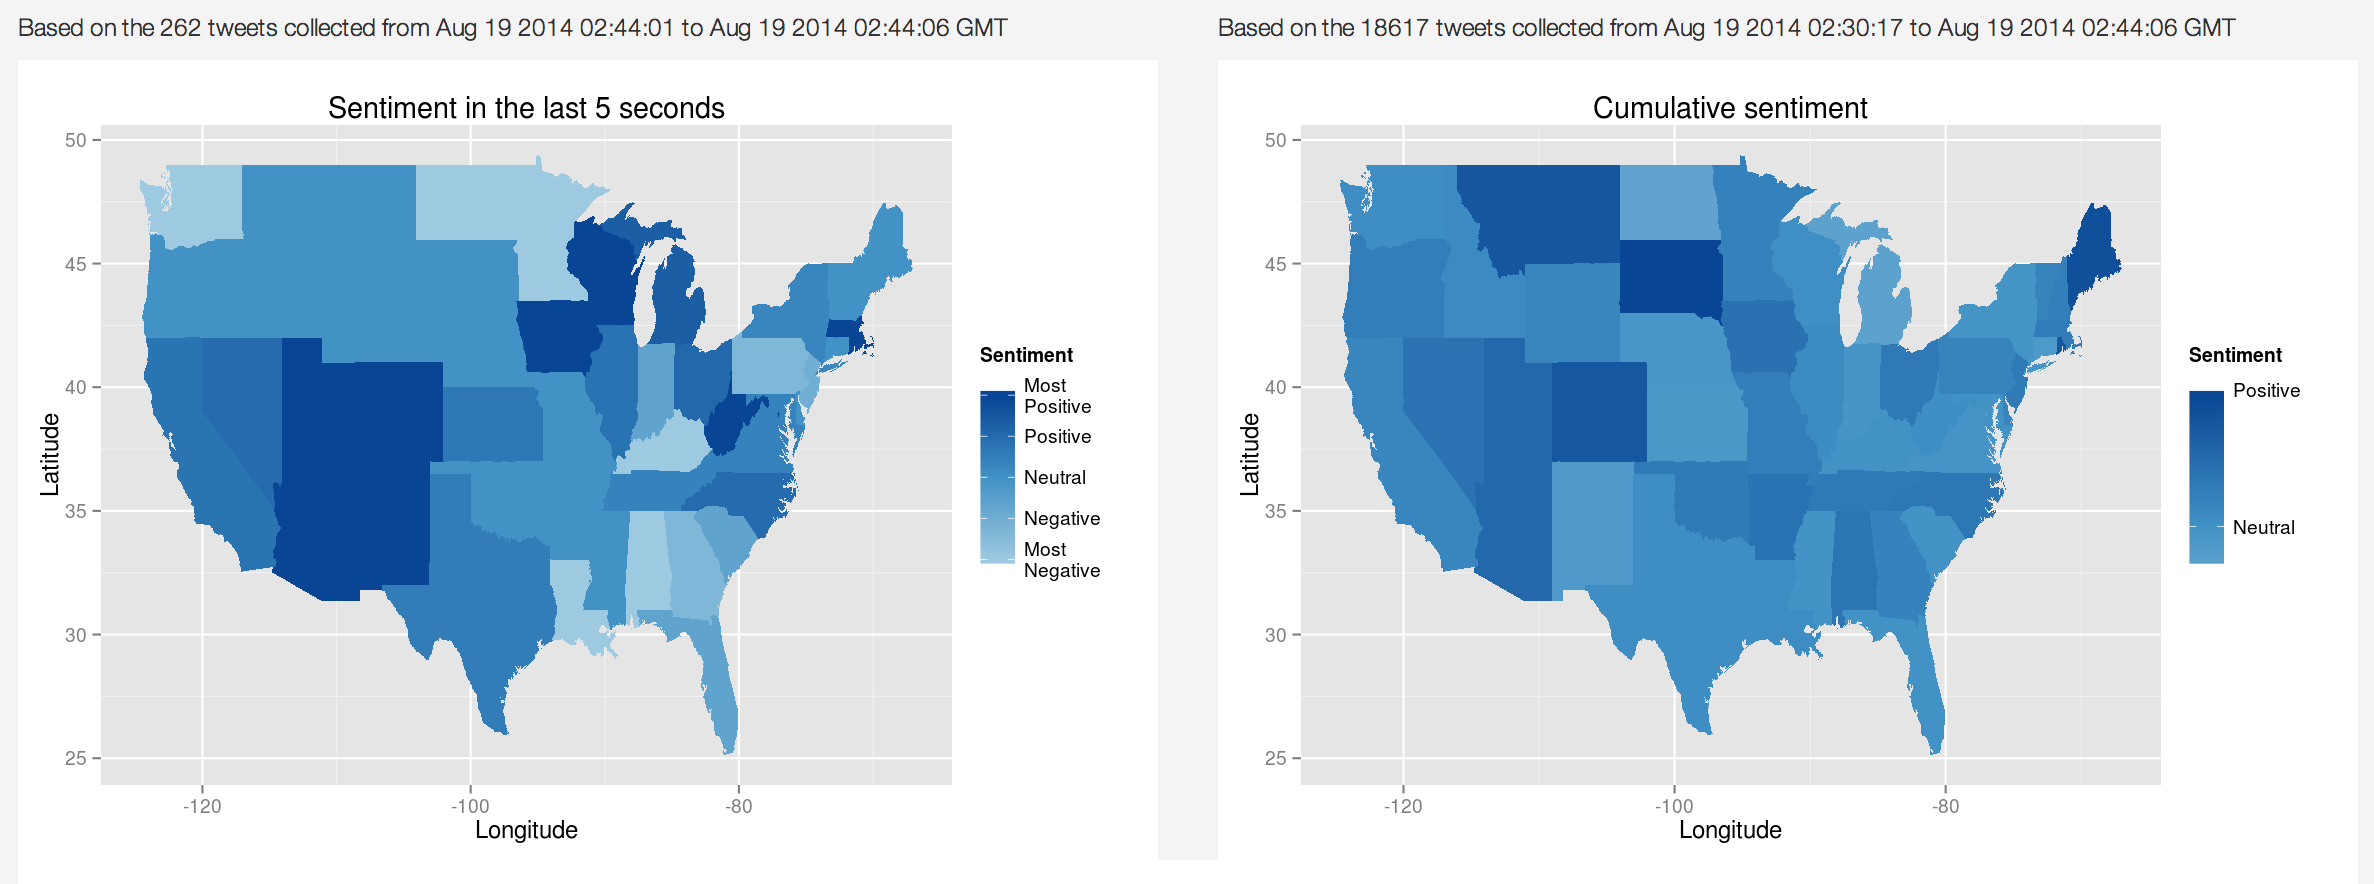 Based on the 262 tweets collected from Aug 19 2014 02:44:01 to Aug 19 2014 02:44:06 GMT
Sentiment in the last 5 seconds
50
45
40
35
30
25
Latitude
-120
-100
-80
Longitude
Sentiment
Most
Positive
Positive
Neutral
Negative
Most
Negative
Based on the 18617 tweets collected from Aug 19 2014 02:30:17 to Aug 19 2014 02:44:06 GMT
Cumulative sentiment
50
45
40
35
30
25
Latitude
-120
-100
-80
Longitude
Sentiment
Positive
Neutral